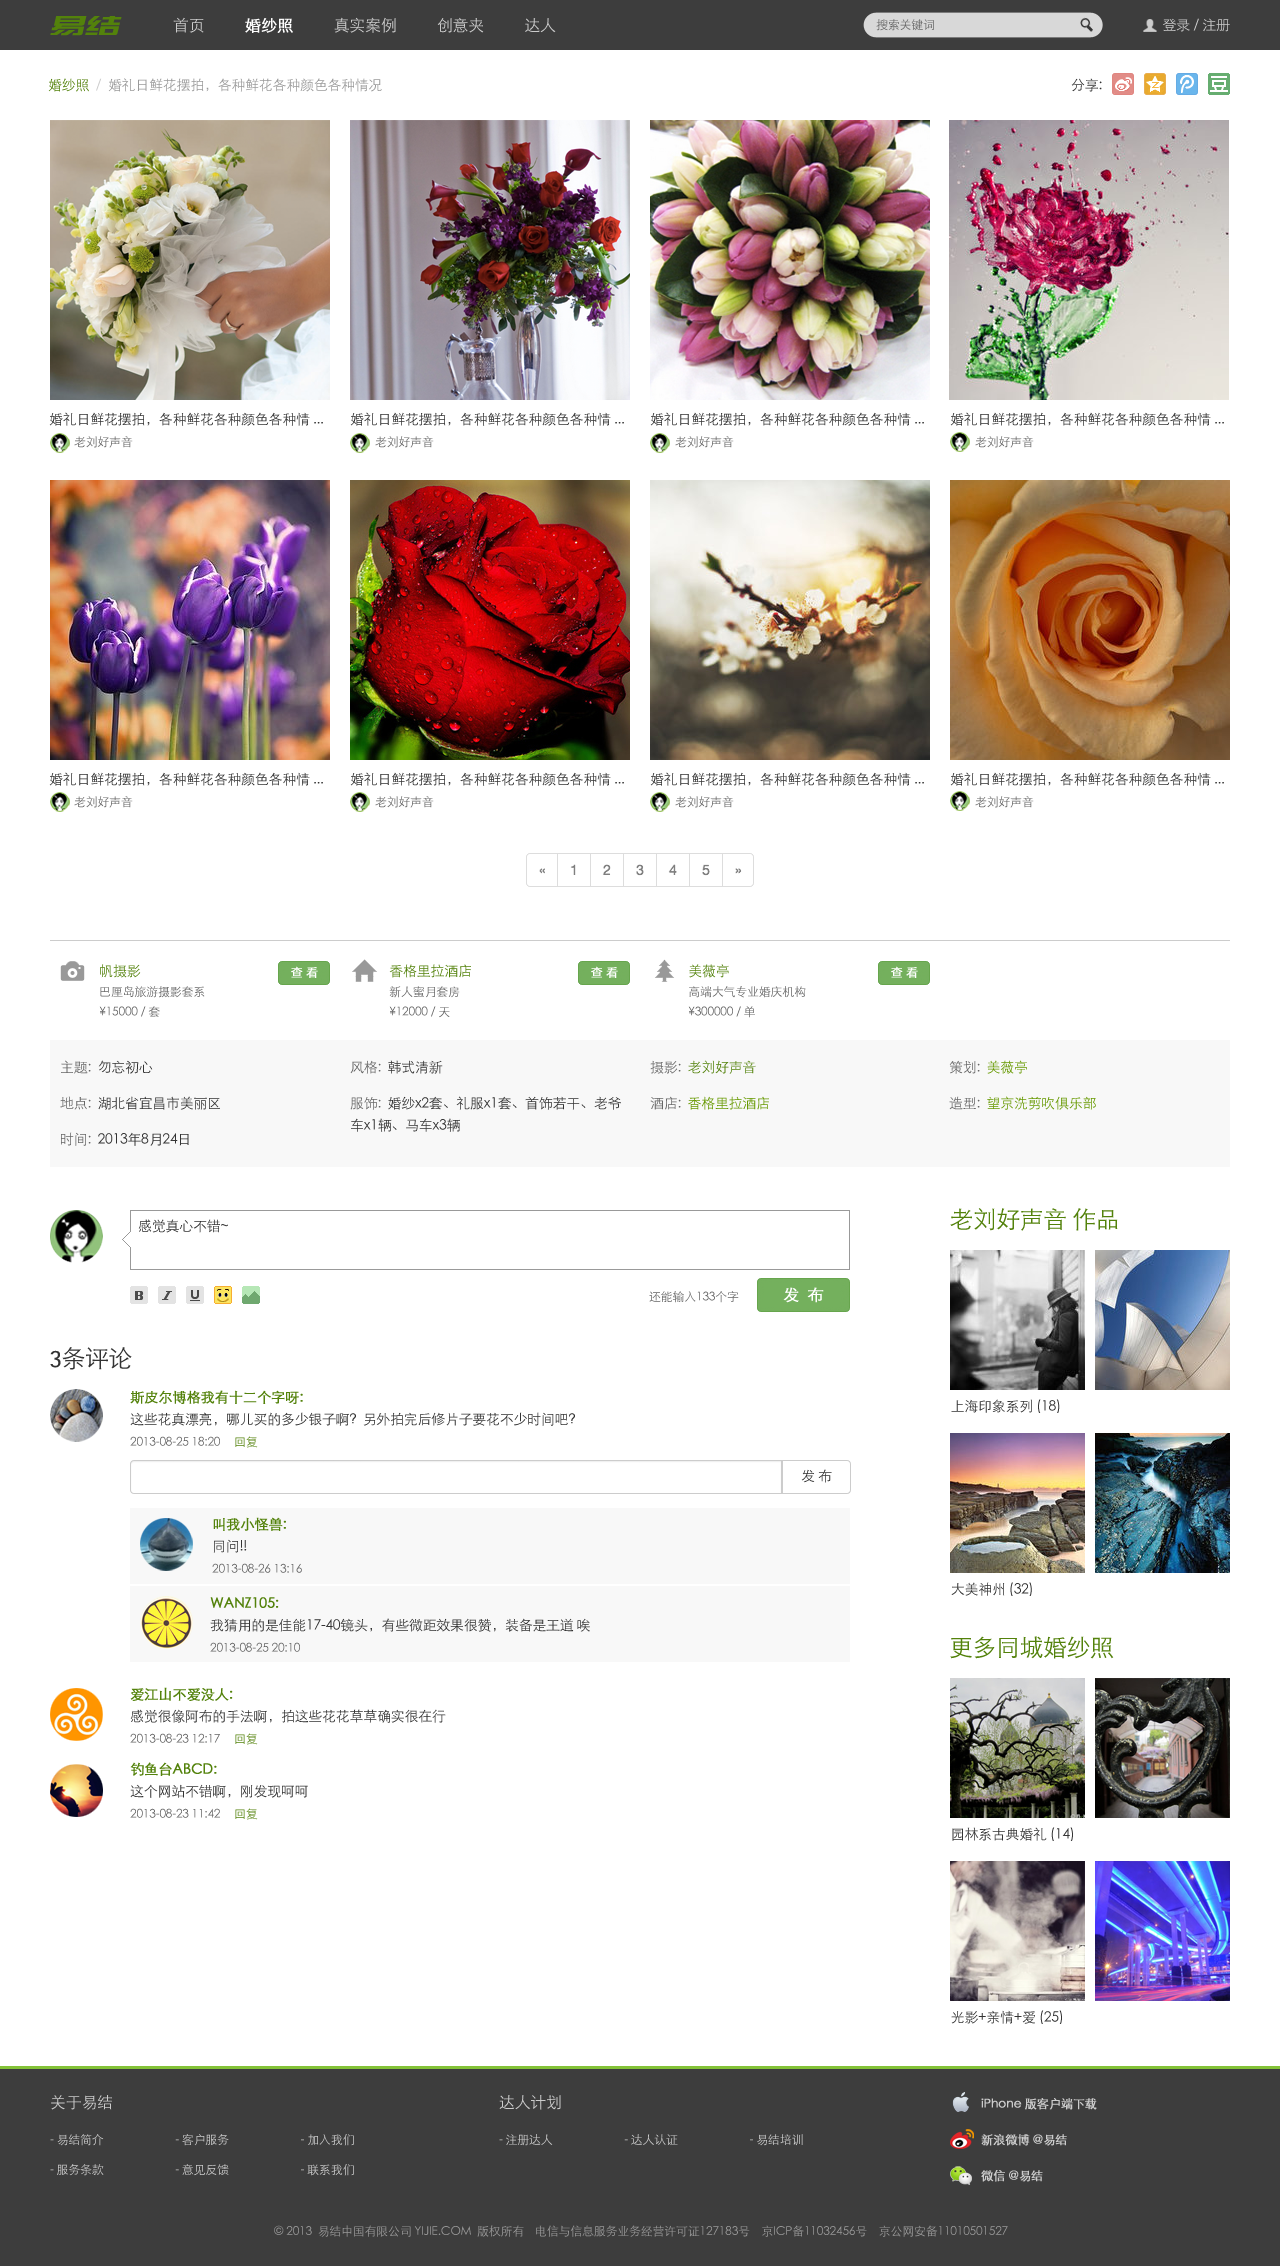 易结
首页 婚纱照 真实案例 创意夹 达人
搜索关键词
登录 / 注册
婚纱照 / 婚礼日鲜花摆拍，各种鲜花各种颜色各种情况
分享:
婚礼日鲜花摆拍，各种鲜花各种颜色各种情 ...
老刘好声音
婚礼日鲜花摆拍，各种鲜花各种颜色各种情 ...
老刘好声音
婚礼日鲜花摆拍，各种鲜花各种颜色各种情 ...
老刘好声音
婚礼日鲜花摆拍，各种鲜花各种颜色各种情 ...
老刘好声音
婚礼日鲜花摆拍，各种鲜花各种颜色各种情 ...
老刘好声音
婚礼日鲜花摆拍，各种鲜花各种颜色各种情 ...
老刘好声音
婚礼日鲜花摆拍，各种鲜花各种颜色各种情 ...
老刘好声音
婚礼日鲜花摆拍，各种鲜花各种颜色各种情 ...
老刘好声音
« 1 2 3 4 5 »
帆摄影
查 看
巴厘岛旅游摄影套系
¥15000 / 套
香格里拉酒店
查 看
新人蜜月套房
¥12000 / 天
美薇亭
查 看
高端大气专业婚庆机构
¥300000 / 单
主题: 勿忘初心
地点: 湖北省宜昌市美丽区
时间: 2013年8月24日
风格: 韩式清新
服饰: 婚纱x2套、礼服x1套、首饰若干、老爷
车x1辆、马车x3辆
摄影: 老刘好声音
酒店: 香格里拉酒店
策划: 美薇亭
造型: 望京洗剪吹俱乐部
感觉真心不错~
B I U
还能输入133个字
发 布
3条评论
斯皮尔博格我有十二个字呀:
这些花真漂亮，哪儿买的多少银子啊？另外拍完后修片子要花不少时间吧?
2013-08-25 18:20 回复
发 布
叫我小怪兽:
同问!!
2013-08-26 13:16
WANZ105:
我猜用的是佳能17-40镜头，有些微距效果很赞，装备是王道 唉
2013-08-25 20:10
爱江山不爱没人:
感觉很像阿布的手法啊，拍这些花花草草确实很在行
2013-08-23 12:17 回复
钓鱼台ABCD:
这个网站不错啊，刚发现呵呵
2013-08-23 11:42 回复
老刘好声音 作品
上海印象系列 (18)
大美神州 (32)
更多同城婚纱照
园林系古典婚礼 (14)
光影+亲情+爱 (25)
关于易结
- 易结简介 - 客户服务 - 加入我们
- 服务条款 - 意见反馈 - 联系我们
达人计划
- 注册达人 - 达人认证 - 易结培训
iPhone 版客户端下载
新浪微博 @易结
微信 @易结
© 2013 易结中国有限公司 YIJIE.COM 版权所有 电信与信息服务业务经营许可证127183号 京ICP备11032456号 京公网安备11010501527